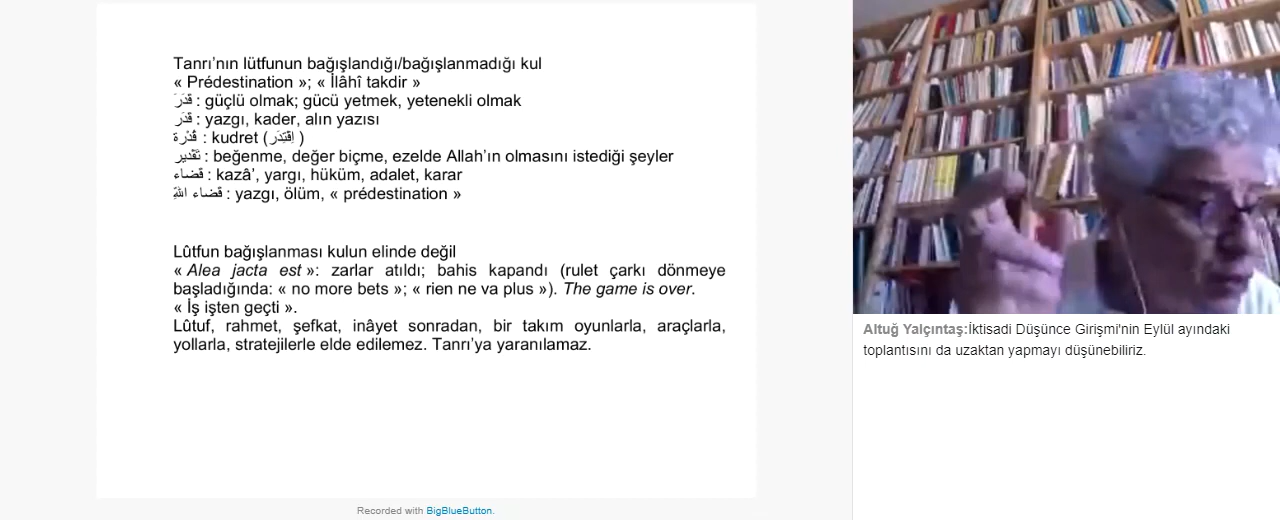 Tanrı'nın lütfunun bağışlandığı/bağışlanmadığı kul
« Prédestination »; « İlâhî takdir »
قَدَرَ : güçlü olmak; gücü yetmek, yetenekli olmak
قَدَر : yazgı, kader, alın yazısı
قُدْرة : kudret (اِقْتِدَر )
تَقْدير : beğenme, değer biçme, ezelde Allah'ın olmasını istediği şeyler
قضاء : kazâ', yargı, hüküm, adalet, karar
قضاء اللهِ : yazgı, ölüm, « prédestination »
Lûtfun bağışlanması kulun elinde değil
« Alea jacta est »: zarlar atıldı; bahis kapandı (rulet çarkı dönmeye
başladığında: « no more bets »; « rien ne va plus »). The game is over.
« İş işten geçti ».
Lûtuf, rahmet, şefkat, inâyet sonradan, bir takım oyunlarla, araçlarla,
yollarla, stratejilerle elde edilemez. Tanrı'ya yaranılamaz.
Recorded with BigBlueButton.
Altuğ Yalçıntaş:İktisadi Düşünce Girişmi'nin Eylül ayındaki
toplantısını da uzaktan yapmayı düşünebiliriz.